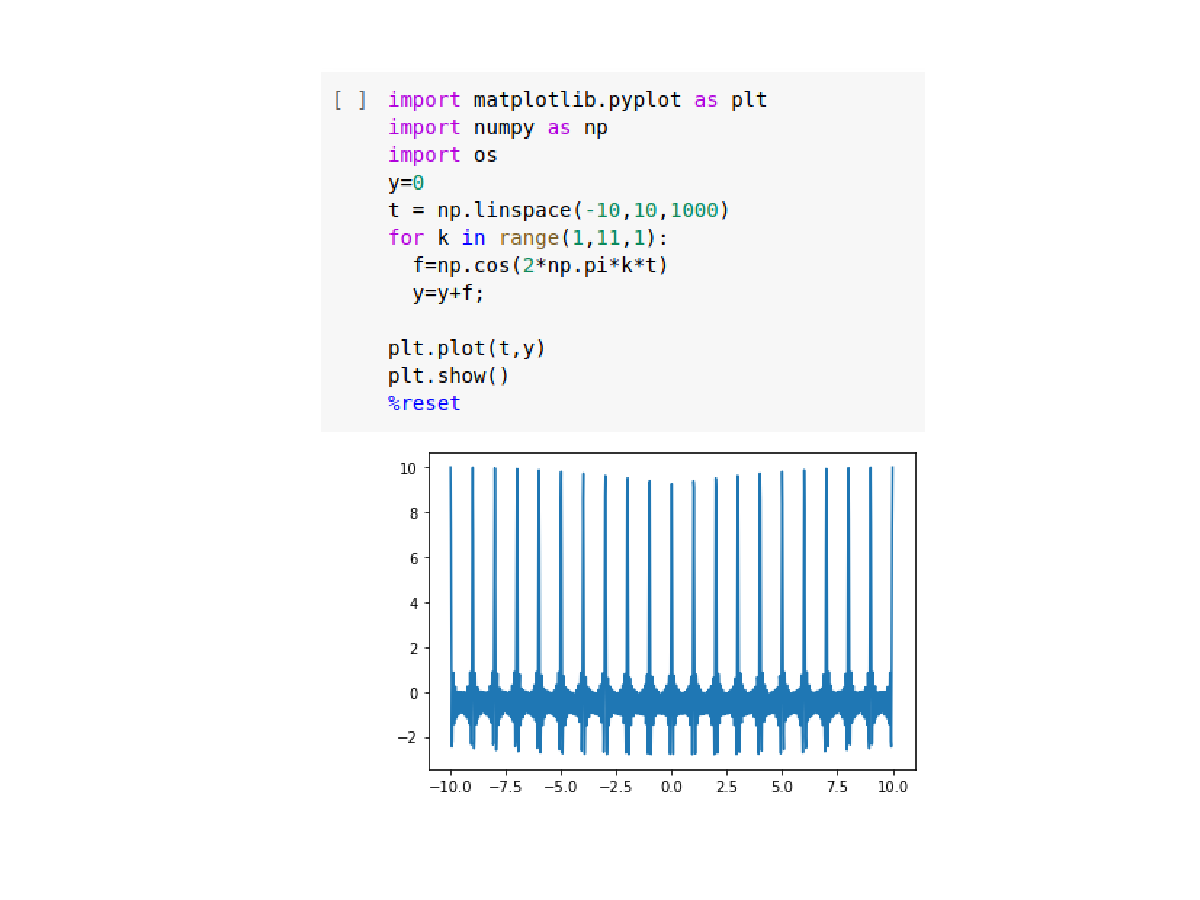 [ ] import matplotlib.pyplot as plt
import numpy as np
import os
y=0
t = np.linspace(-10,10,1000)
for k in range(1,11,1):
  f=np.cos(2*np.pi*k*t)
  y=y+f;
plt.plot(t,y)
plt.show()
%reset
10
8
6
4
2
0
−2
−10.0 −7.5 −5.0 −2.5 0.0 2.5 5.0 7.5 10.0